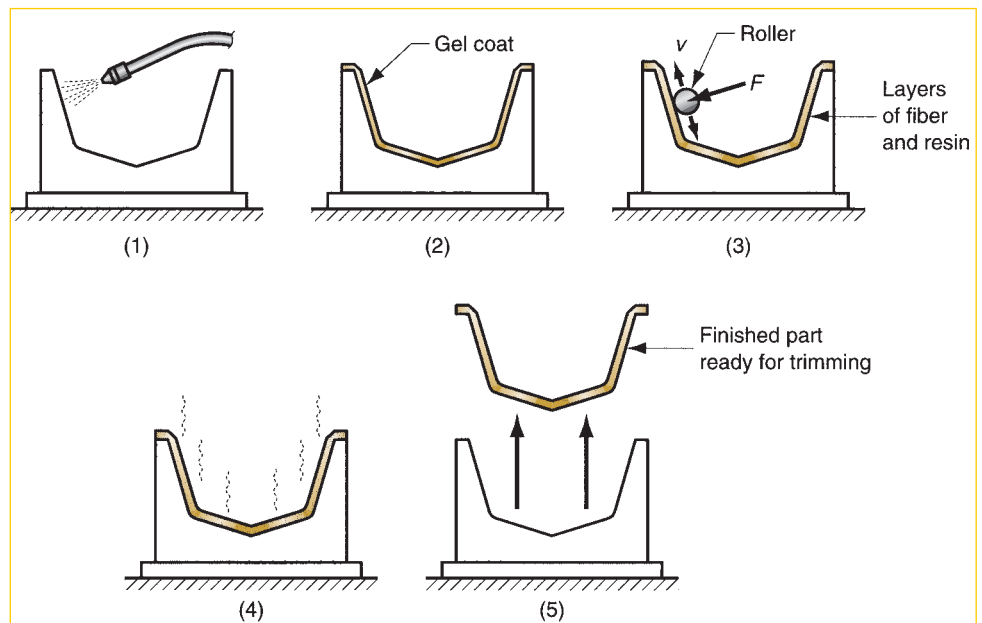 Gel coat
v
Roller
F
Layers
of fiber
and resin
(1)
(2)
(3)
Finished part
ready for trimming
(4)
(5)